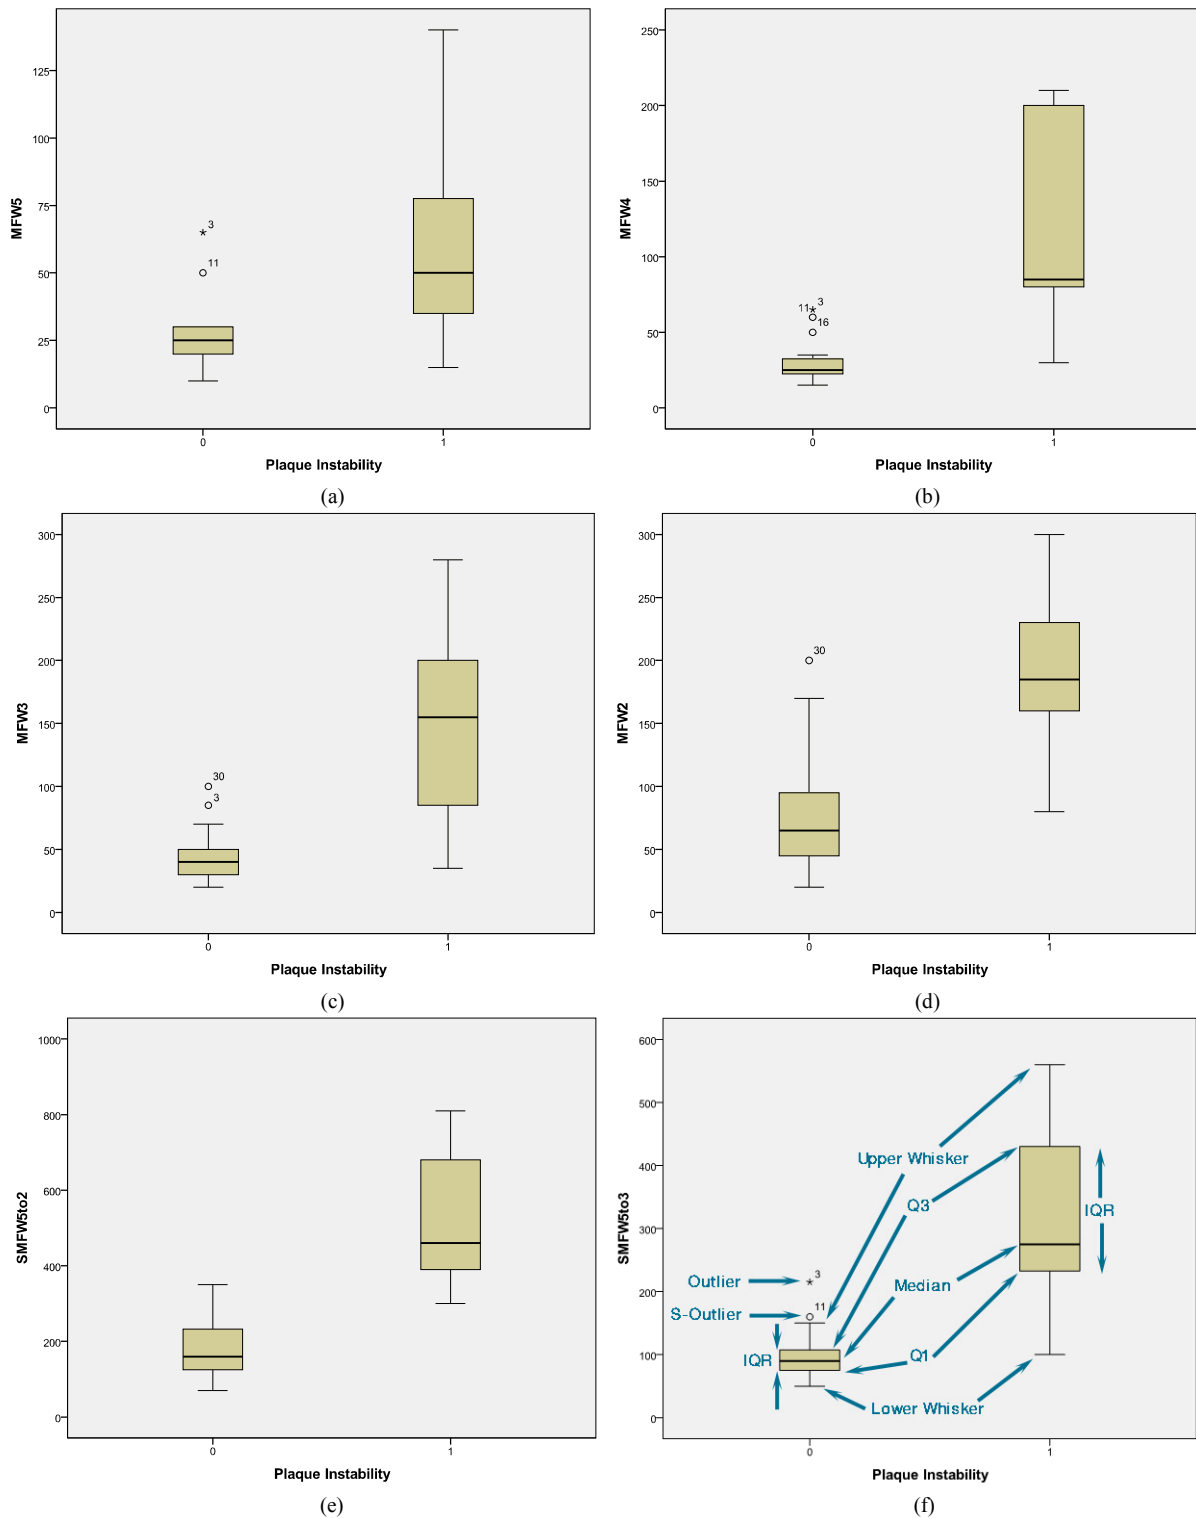 MFW5
125
100
75
50
25
0
* 3
11
0 1
Plaque Instability
(a)
MFW4
250
200
150
100
50
0
11 * 3
16
0 1
Plaque Instability
(b)
MFW3
300
250
200
150
100
50
0
30
3
0 1
Plaque Instability
(c)
MFW2
300
250
200
150
100
50
0
30
0 1
Plaque Instability
(d)
SMFW5to2
1000
800
600
400
200
0
0 1
Plaque Instability
(e)
SMFW5to3
600
500
400
300
200
100
0
Upper Whisker
Q3
IQR
Outlier * 3
Median
S-Outlier 11
IQR
Q1
Lower Whisker
0 1
Plaque Instability
(f)